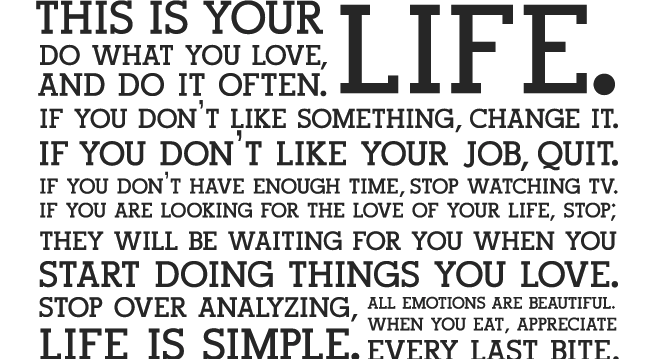 THIS IS YOUR LIFE.
DO WHAT YOU LOVE,
AND DO IT OFTEN.
IF YOU DON'T LIKE SOMETHING, CHANGE IT.
IF YOU DON'T LIKE YOUR JOB, QUIT.
IF YOU DON'T HAVE ENOUGH TIME, STOP WATCHING TV.
IF YOU ARE LOOKING FOR THE LOVE OF YOUR LIFE, STOP;
THEY WILL BE WAITING FOR YOU WHEN YOU
START DOING THINGS YOU LOVE.
STOP OVER ANALYZING,
LIFE IS SIMPLE.
ALL EMOTIONS ARE BEAUTIFUL.
WHEN YOU EAT, APPRECIATE
EVERY LAST BITE.